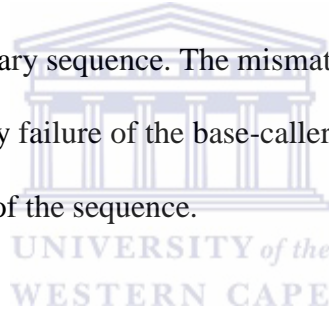 ary sequence. The mismat
y failure of the base-caller
of the sequence.
UNIVERSITY of the
WESTERN CAPE